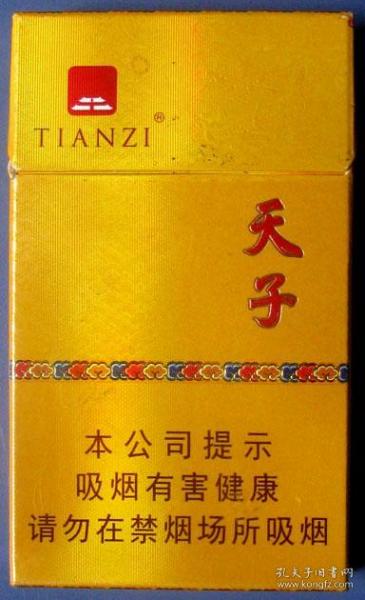 TIANZI®
天子
本公司提示
吸烟有害健康
请勿在禁烟场所吸烟
孔夫子旧书网
www.kongfz.com